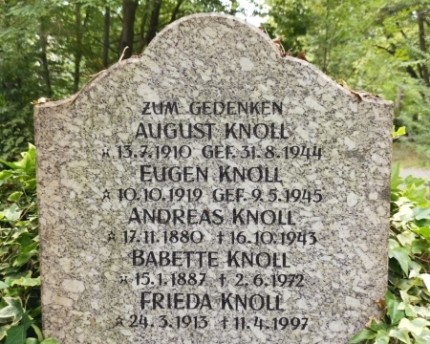 ZUM GEDENKEN
AUGUST KNOLL
☆ 13.7.1910 GEF. 31.8.1944
EUGEN KNOLL
☆ 10.10.1919 GEF. 9.5.1945
ANDREAS KNOLL
☆ 17.11.1880 † 16.10.1943
BABETTE KNOLL
☆ 15.1.1887 † 2.6.1972
FRIEDA KNOLL
☆ 24.3.1913 † 11.4.1997